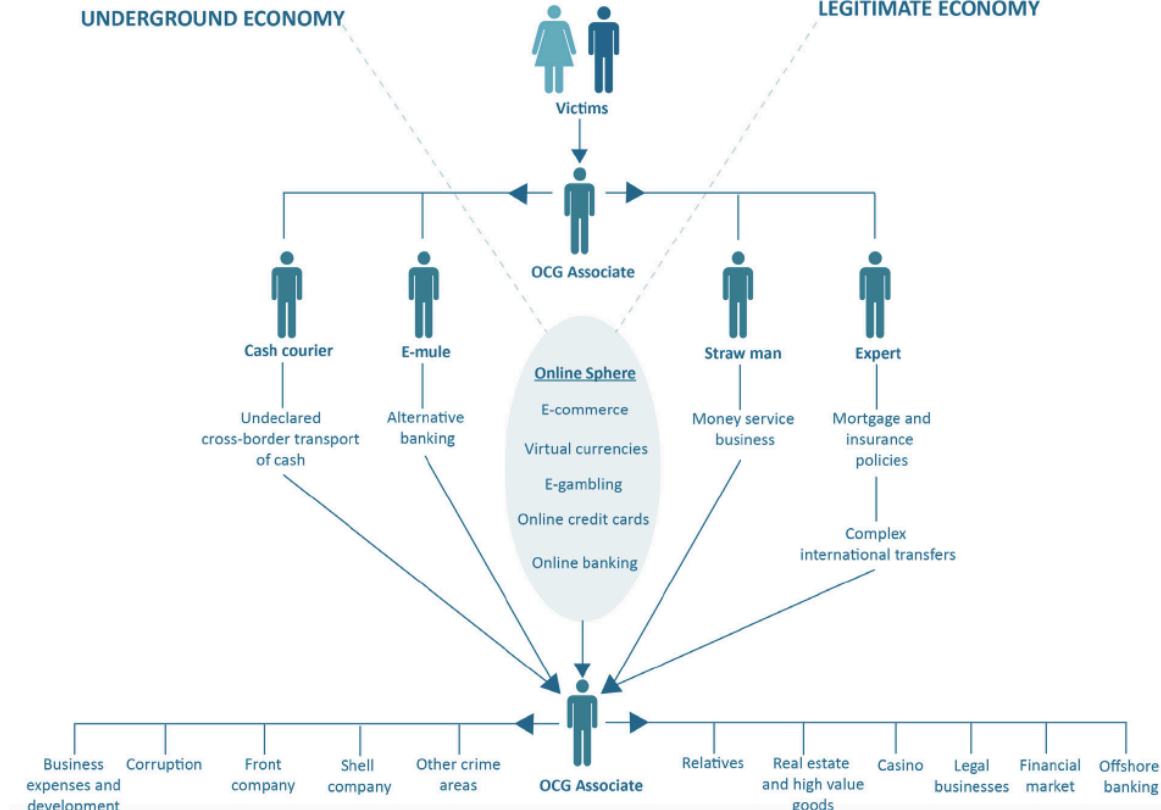 UNDERGROUND ECONOMY
LEGITIMATE ECONOMY
Victims
OCG Associate
Cash courier
E-mule
Straw man
Expert
Undeclared
cross-border transport
of cash
Alternative
banking
Online Sphere
E-commerce
Virtual currencies
E-gambling
Online credit cards
Online banking
Money service
business
Mortgage and
insurance
policies
Complex
international transfers
OCG Associate
Business
expenses and
development
Corruption
Front
company
Shell
company
Other crime
areas
Relatives
Real estate
and high value
goods
Casino
Legal
businesses
Financial
market
Offshore
banking